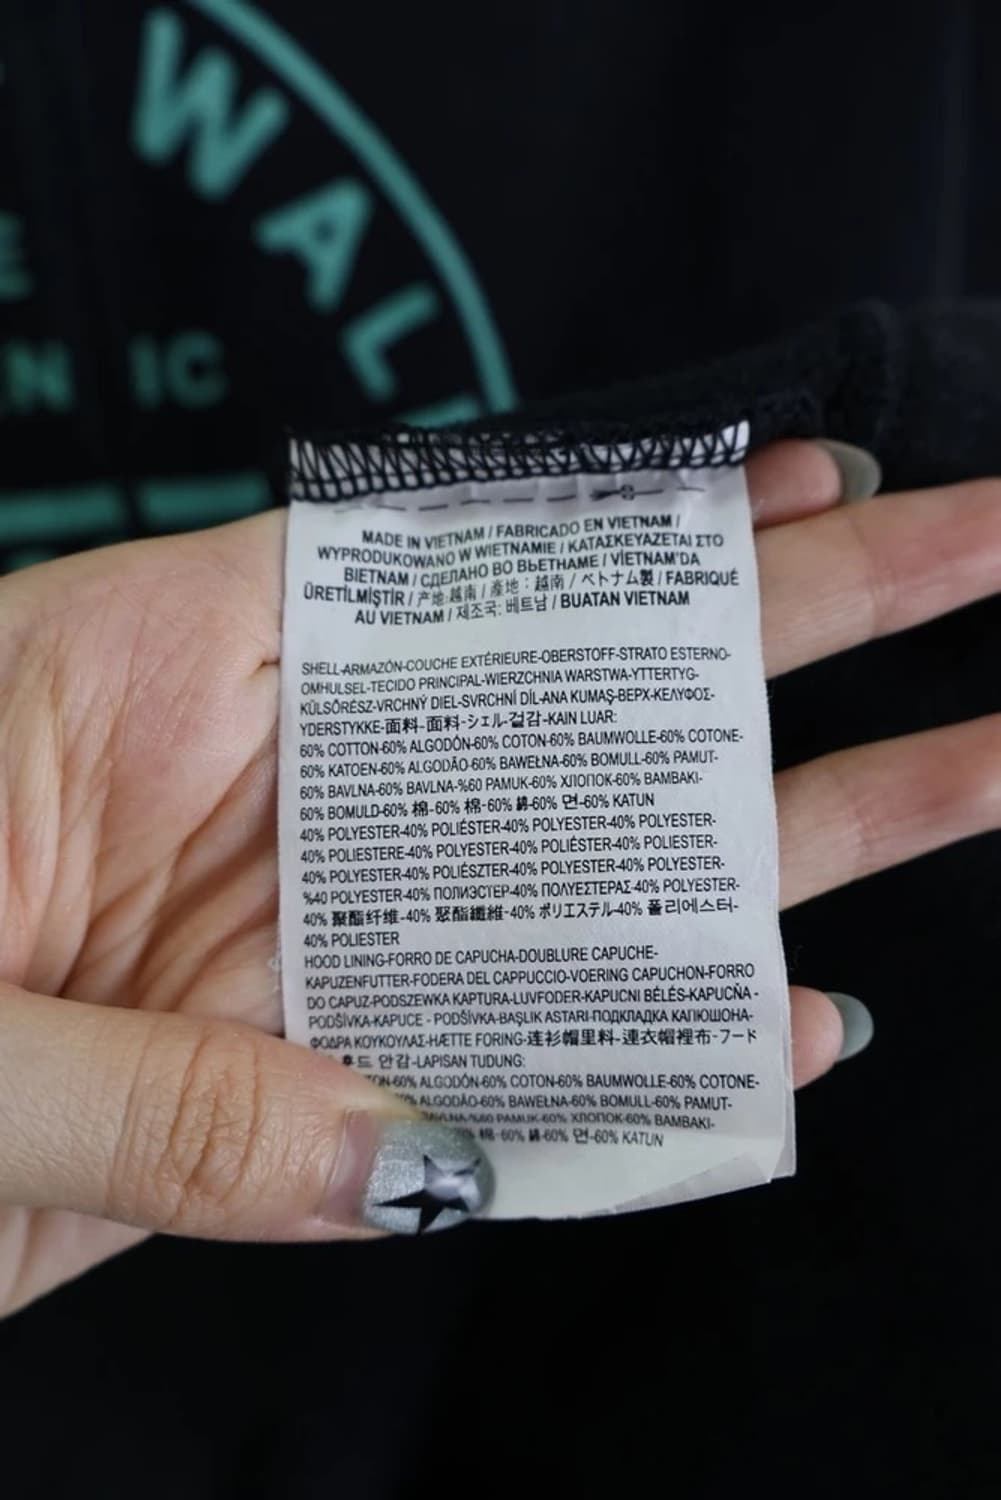 WAL
E
N IC
MADE IN VIETNAM / FABRICADO EN VIETNAM /
WYPRODUKOWANO W WIETNAMIE / ΚΑΤΑΣΚΕΥΑΖΕΤΑΙ ΣΤΟ
ΒΙΕΤΝΑΜ / СДЕЛАНО ВО ВЬЕТНАМЕ / VİETNAM'DA
ÜRETİLMİŞTİR / 产地:越南 / 產地:越南 / ベトナム製 / FABRIQUÉ
AU VIETNAM / 제조국: 베트남 / BUATAN VIETNAM
SHELL-ARMAZÓN-COUCHE EXTÉRIEURE-OBERSTOFF-STRATO ESTERNO-
OMHULSEL-TECIDO PRINCIPAL-WIERZCHNIA WARSTWA-YTTERTYG-
KÜLSŐRÉSZ-VRCHNÝ DIEL-SVRCHNÍ DÍL-ANA KUMAŞ-ВЕРХ-ΚΕΛΥΦΟΣ-
YDERSTYKKE-面料-面料-シェル-겉감-KAIN LUAR:
60% COTTON-60% ALGODÓN-60% COTON-60% BAUMWOLLE-60% COTONE-
60% KATOEN-60% ALGODÃO-60% BAWEŁNA-60% BOMULL-60% PAMUT-
60% BAVLNA-60% BAVLNA-%60 PAMUK-60% ХЛОПОК-60% ΒΑΜΒΑΚΙ-
60% BOMULD-60% 棉-60% 棉-60% 綿-60% 면-60% KATUN
40% POLYESTER-40% POLIÉSTER-40% POLYESTER-40% POLYESTER-
40% POLIESTERE-40% POLYESTER-40% POLIÉSTER-40% POLIESTER-
40% POLYESTER-40% POLIÉSZTER-40% POLYESTER-40% POLYESTER-
%40 POLYESTER-40% ПОЛИЭСТЕР-40% ΠΟΛΥΕΣΤΕΡΑΣ-40% POLYESTER-
40% 聚酯纤维-40% 聚酯纖維-40% ポリエステル-40% 폴리에스터-
40% POLIESTER
HOOD LINING-FORRO DE CAPUCHA-DOUBLURE CAPUCHE-
KAPUZENFUTTER-FODERA DEL CAPPUCCIO-VOERING CAPUCHON-FORRO
DO CAPUZ-PODSZEWKA KAPTURA-LUVFODER-KAPUCNI BÉLÉS-KAPUCŇA -
PODŠÍVKA-KAPUCE - PODŠÍVKA-BAŞLIK ASTARI-ПОДКЛАДКА КАПЮШОНА-
ΦΟΔΡΑ ΚΟΥΚΟΥΛΑΣ-HÆTTE FORING-连衫帽里料-連衣帽裡布-フード
후드 안감-LAPISAN TUDUNG:
TON-60% ALGODÓN-60% COTON-60% BAUMWOLLE-60% COTONE-
% ALGODÃO-60% BAWEŁNA-60% BOMULL-60% PAMUT-
BAVLNA-%60 PAMUK-60% ХЛОПОК-60% ΒΑΜΒΑΚΙ-
% 棉-60% 綿-60% 면-60% KATUN